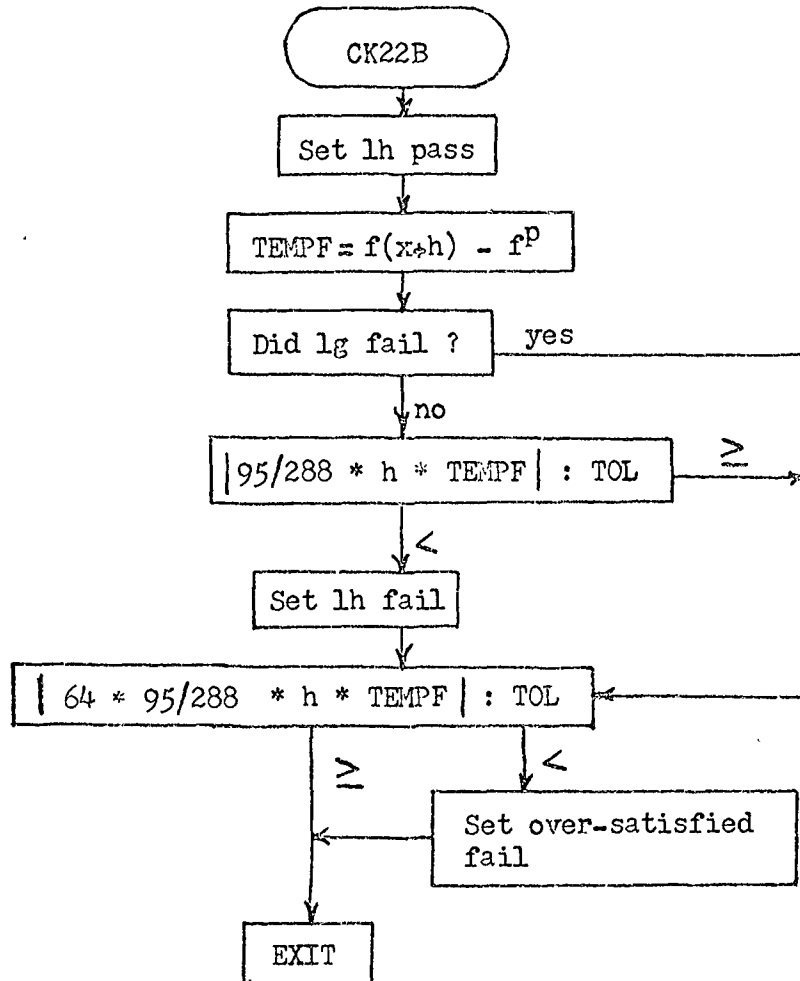 CK22B
Set lh pass
TEMPF = f(x+h) - f^p
Did lg fail ?
yes
no
|95/288 * h * TEMPF| : TOL
≥
<
Set lh fail
| 64 * 95/288 * h * TEMPF| : TOL
≥
<
Set over-satisfied
fail
EXIT